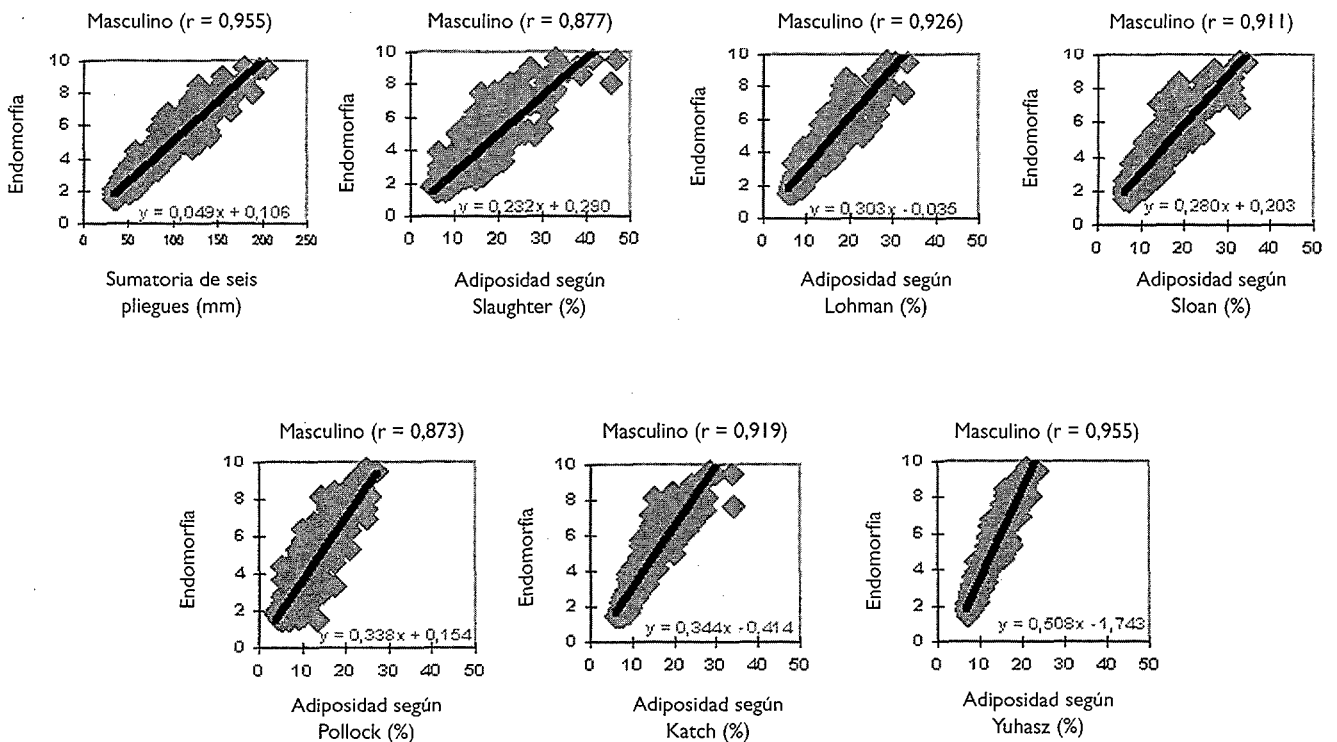 Masculino (r = 0,955)
Endomorfía
10
8
6
4
2
0
y = 0,049x + 0,106
0 50 100 150 200 250
Sumatoria de seis
pliegues (mm)
Masculino (r = 0,877)
Endomorfía
10
8
6
4
2
0
y = 0,232x + 0,290
0 10 20 30 40 50
Adiposidad según
Slaughter (%)
Masculino (r = 0,926)
Endomorfía
10
8
6
4
2
0
y = 0,303x - 0,035
0 10 20 30 40 50
Adiposidad según
Lohman (%)
Masculino (r = 0,911)
Endomorfía
10
8
6
4
2
0
y = 0,280x + 0,203
0 10 20 30 40 50
Adiposidad según
Sloan (%)
Masculino (r = 0,873)
Endomorfía
10
8
6
4
2
0
y = 0,338x + 0,154
0 10 20 30 40 50
Adiposidad según
Pollock (%)
Masculino (r = 0,919)
Endomorfía
10
8
6
4
2
0
y = 0,344x - 0,414
0 10 20 30 40 50
Adiposidad según
Katch (%)
Masculino (r = 0,955)
Endomorfía
10
8
6
4
2
0
y = 0,508x - 1,743
0 10 20 30 40 50
Adiposidad según
Yuhasz (%)